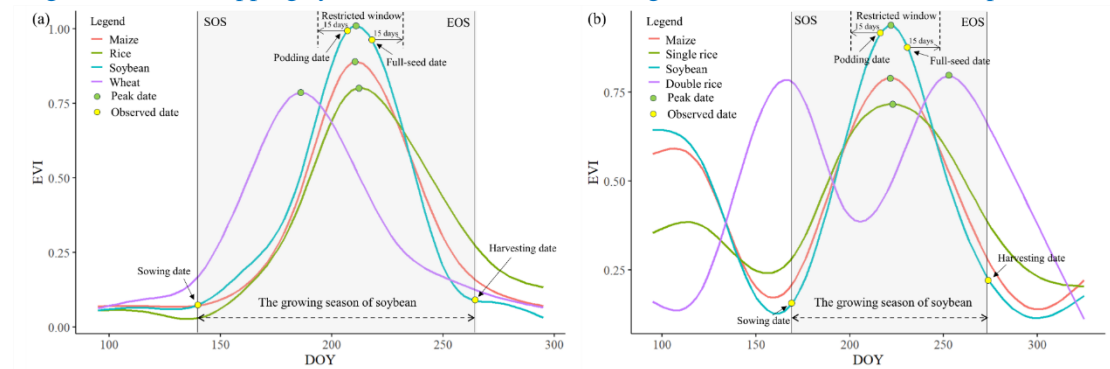 (a)
SOS
Restricted window
EOS
15 days
15 days
Podding date
Full-seed date
Legend
Maize
Rice
Soybean
Wheat
Peak date
Observed date
1.00
0.75
0.50
0.25
0.00
EVI
Sowing date
Harvesting date
The growing season of soybean
100
150
200
250
300
DOY
(b)
SOS
Restricted window
EOS
15 days
15 days
Podding date
Full-seed date
Legend
Maize
Single rice
Soybean
Double rice
Peak date
Observed date
0.75
0.50
0.25
EVI
Harvesting date
The growing season of soybean
Sowing date
100
150
200
250
300
DOY